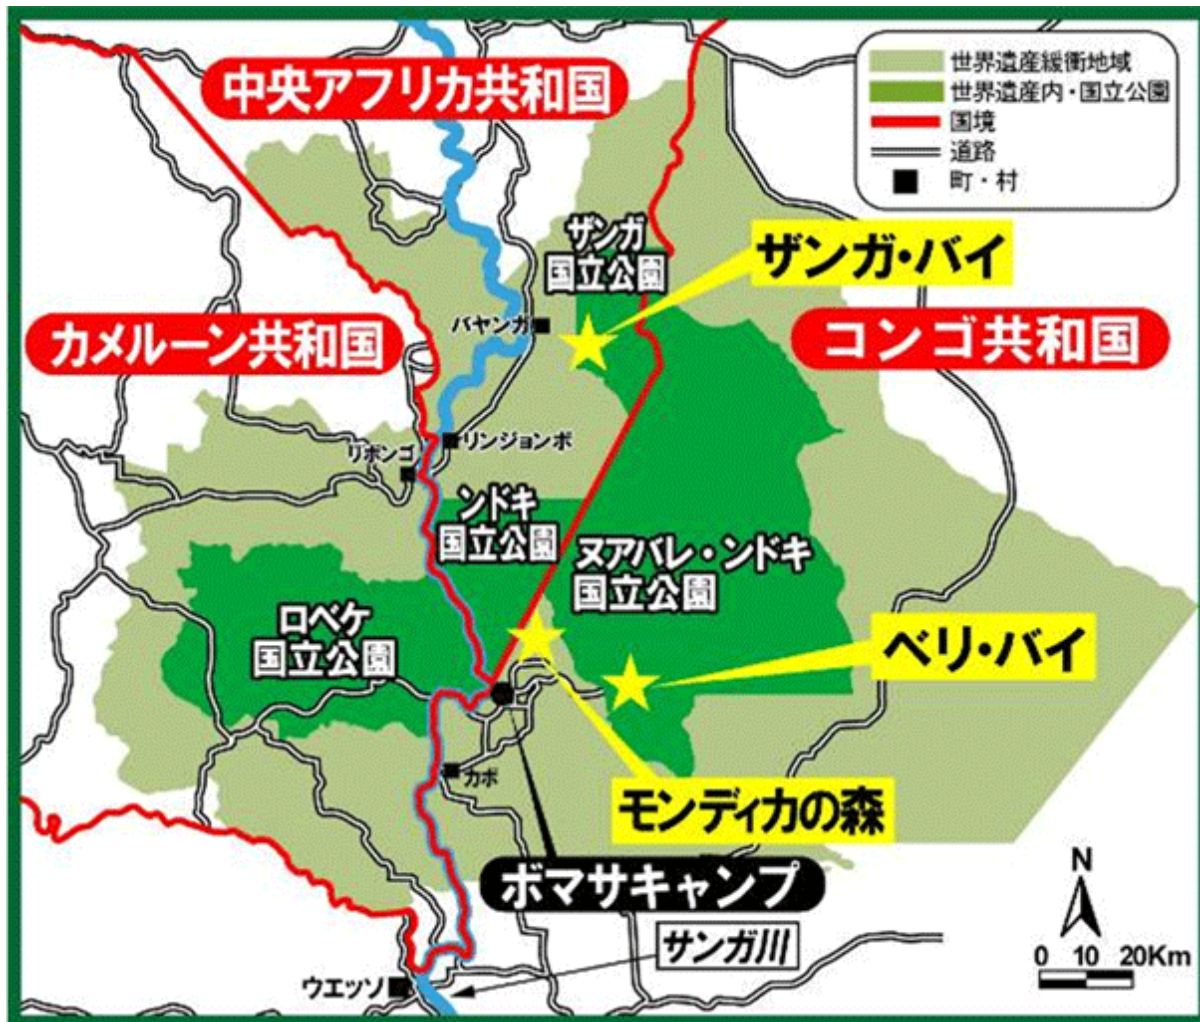 中央アフリカ共和国
世界遺産緩衝地域
世界遺産内・国立公園
国境
道路
町・村
ザンガ
国立公園
ザンガ・バイ
バヤンガ
カメルーン共和国
コンゴ共和国
リンジョンボ
リボンゴ
ンドキ
国立公園
ヌアバレ・ンドキ
国立公園
ロベケ
国立公園
ベリ・バイ
カボ
モンディカの森
ボマサキャンプ
サンガ川
ウエッソ
N
0 10 20Km